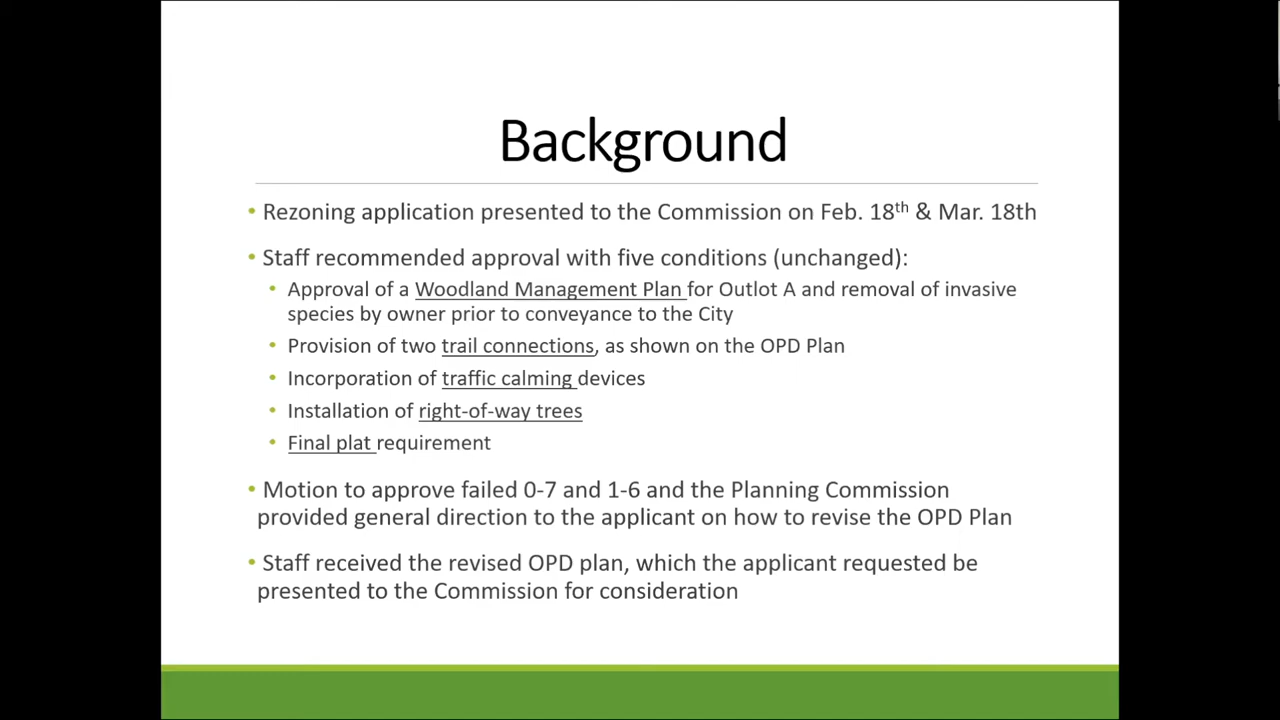 Background
• Rezoning application presented to the Commission on Feb. 18th & Mar. 18th
• Staff recommended approval with five conditions (unchanged):
• Approval of a Woodland Management Plan for Outlot A and removal of invasive
species by owner prior to conveyance to the City
• Provision of two trail connections, as shown on the OPD Plan
• Incorporation of traffic calming devices
• Installation of right-of-way trees
• Final plat requirement
• Motion to approve failed 0-7 and 1-6 and the Planning Commission
provided general direction to the applicant on how to revise the OPD Plan
• Staff received the revised OPD plan, which the applicant requested be
presented to the Commission for consideration